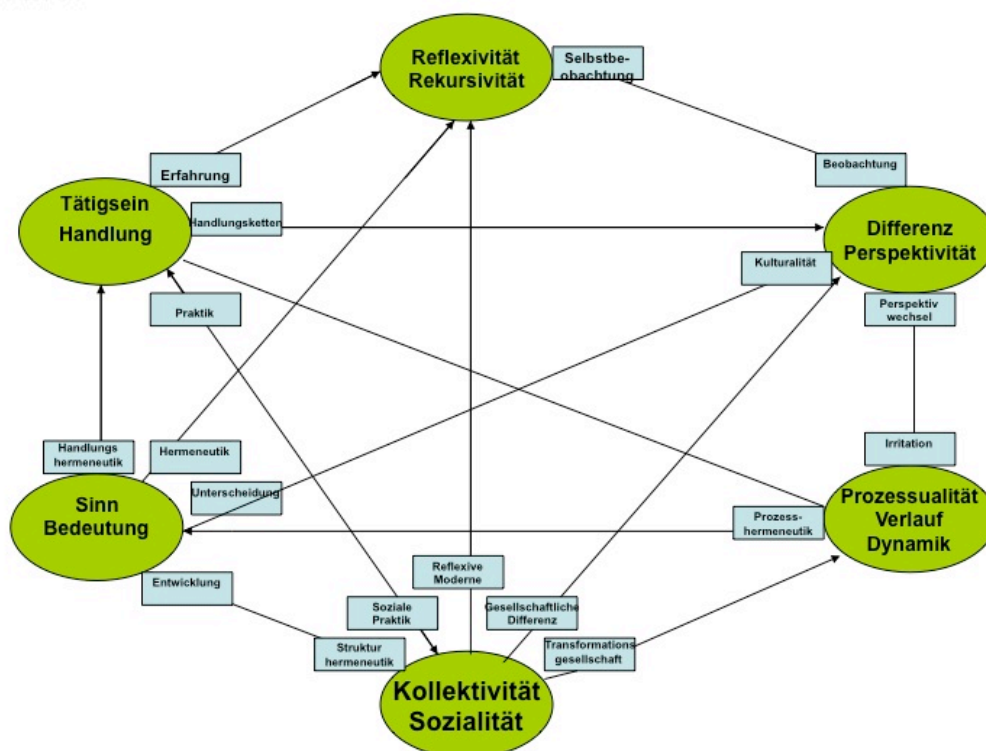 Reflexivität
Rekursivität
Selbstbe-
obachtung
Erfahrung
Beobachtung
Tätigsein
Handlung
Handlungsketten
Differenz
Perspektivität
Kulturalität
Praktik
Perspektiv
wechsel
Handlungs
hermeneutik
Hermeneutik
Irritation
Sinn
Bedeutung
Unterscheidung
Prozess-
hermeneutik
Prozessualität
Verlauf
Dynamik
Entwicklung
Reflexive
Moderne
Soziale
Praktik
Gesellschaftliche
Differenz
Struktur
hermeneutik
Transformations
gesellschaft
Kollektivität
Sozialität